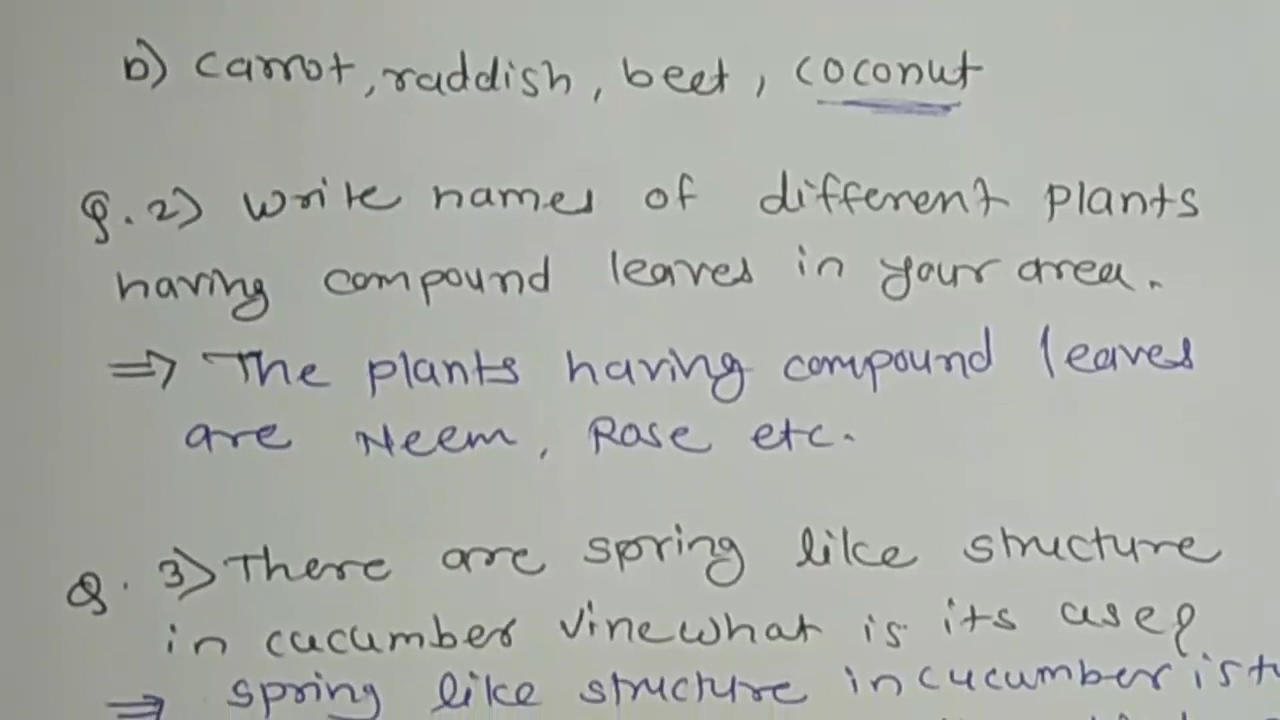 b) carrot, raddish, beet, coconut
Q. 2) write names of different plants
having compound leaves in your area.
⇒ The plants having compound leaves
are Neem, Rose etc.
Q. 3) There are spring like structure
in cucumber vine what is its use?
⇒ spring like structure in cucumber is